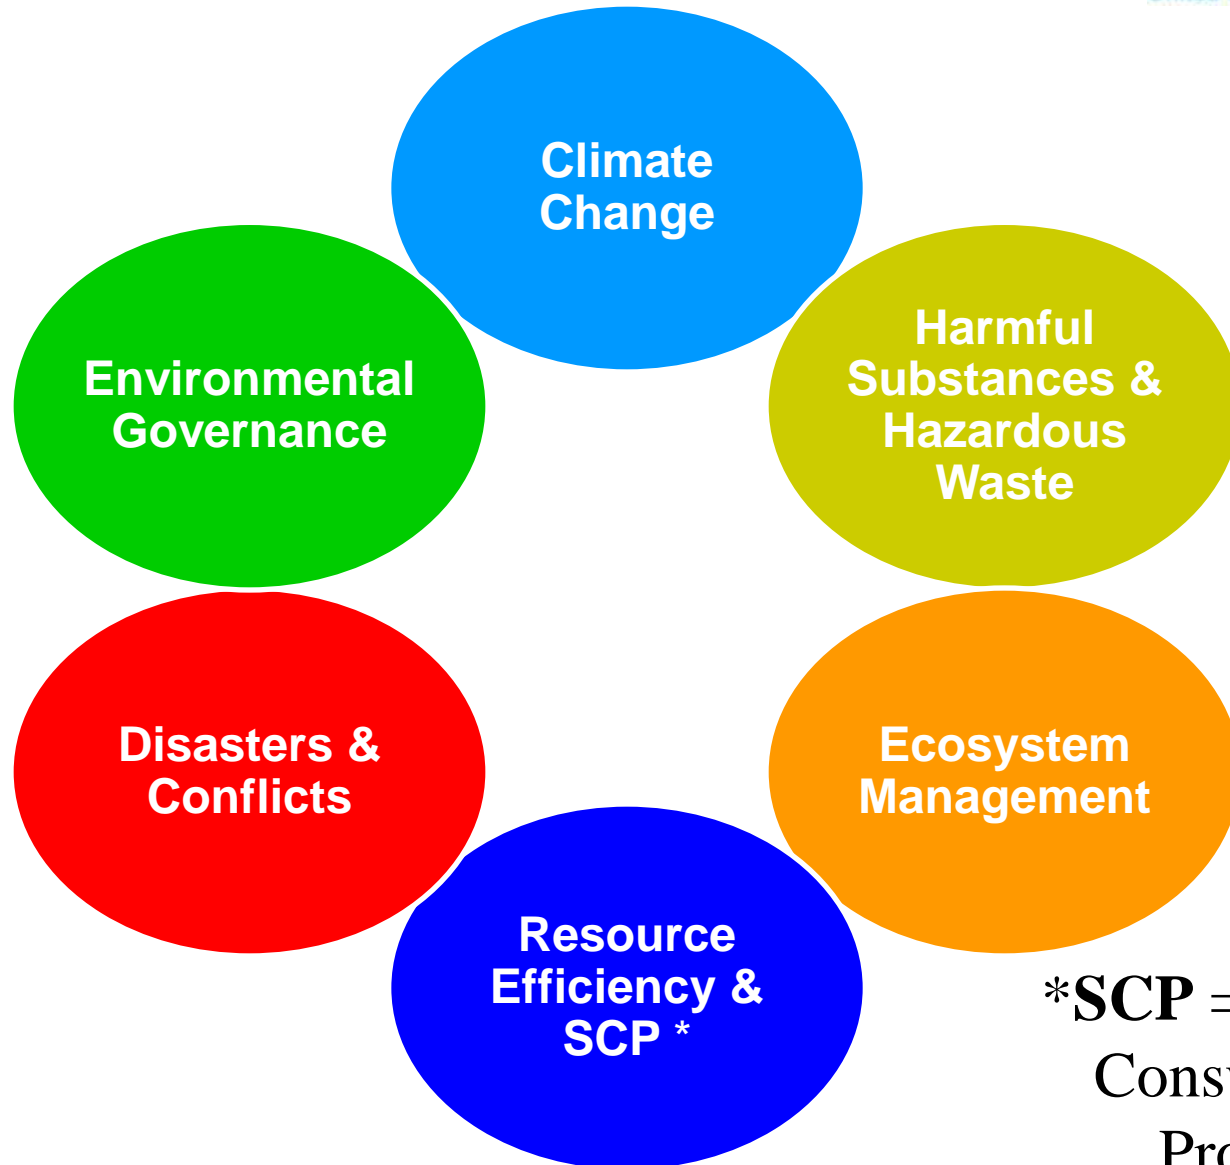 Climate
Change
Harmful
Substances &
Hazardous
Waste
Environmental
Governance
Disasters &
Conflicts
Ecosystem
Management
Resource
Efficiency &
SCP *
*SCP =